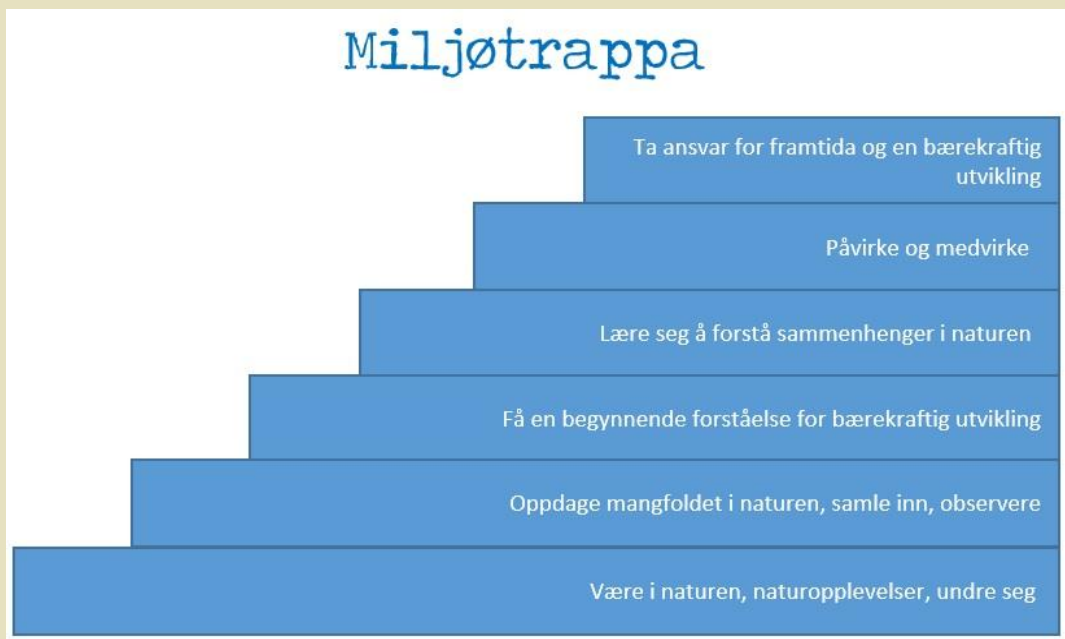 Miljøtrappa
Ta ansvar for framtida og en bærekraftig
utvikling
Påvirke og medvirke
Lære seg å forstå sammenhenger i naturen
Få en begynnende forståelse for bærekraftig utvikling
Oppdage mangfoldet i naturen, samle inn, observere
Være i naturen, naturopplevelser, undre seg